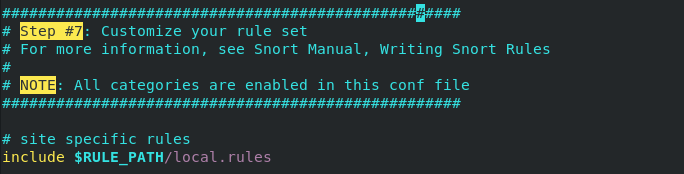 ###################################################
# Step #7: Customize your rule set
# For more information, see Snort Manual, Writing Snort Rules
#
# NOTE: All categories are enabled in this conf file
###################################################
# site specific rules
include $RULE_PATH/local.rules